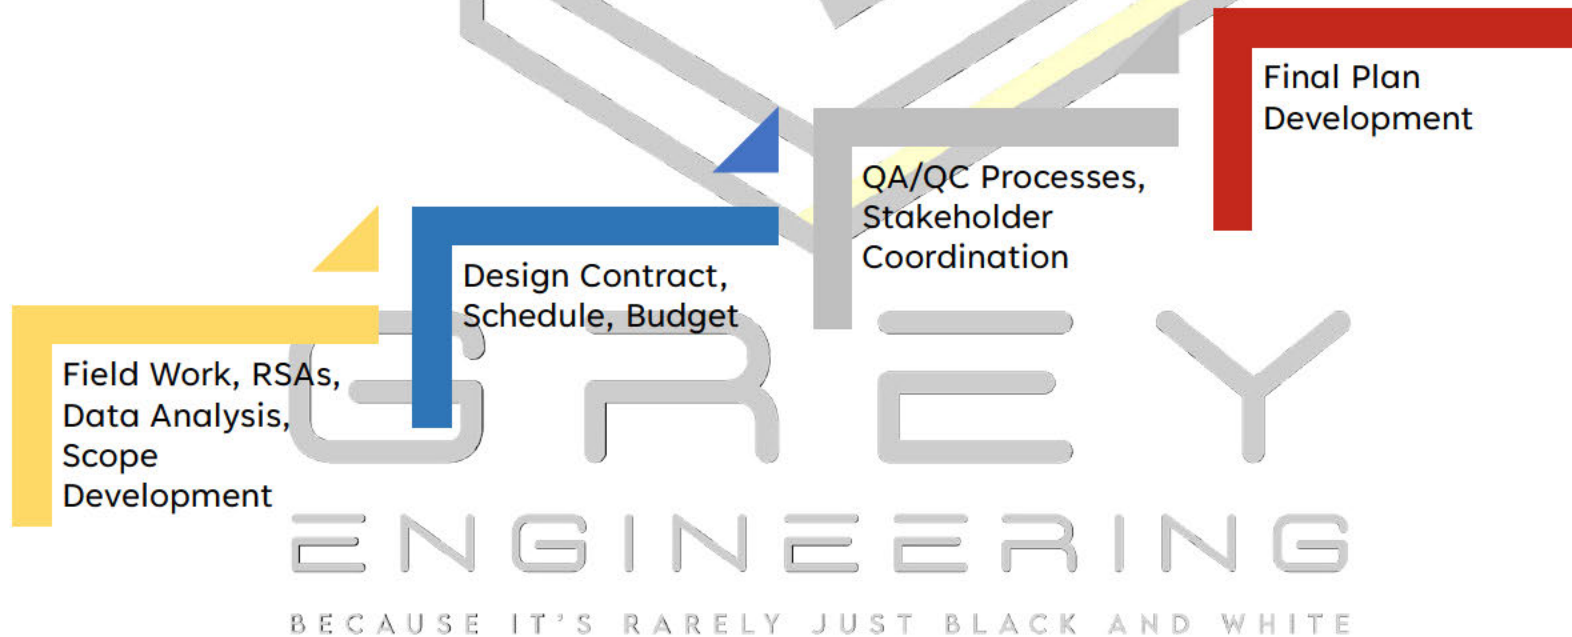 Final Plan
Development
QA/QC Processes,
Stakeholder
Coordination
Design Contract,
Schedule, Budget
Field Work, RSAs,
Data Analysis,
Scope
Development
GREY
ENGINEERING
BECAUSE IT'S RARELY JUST BLACK AND WHITE